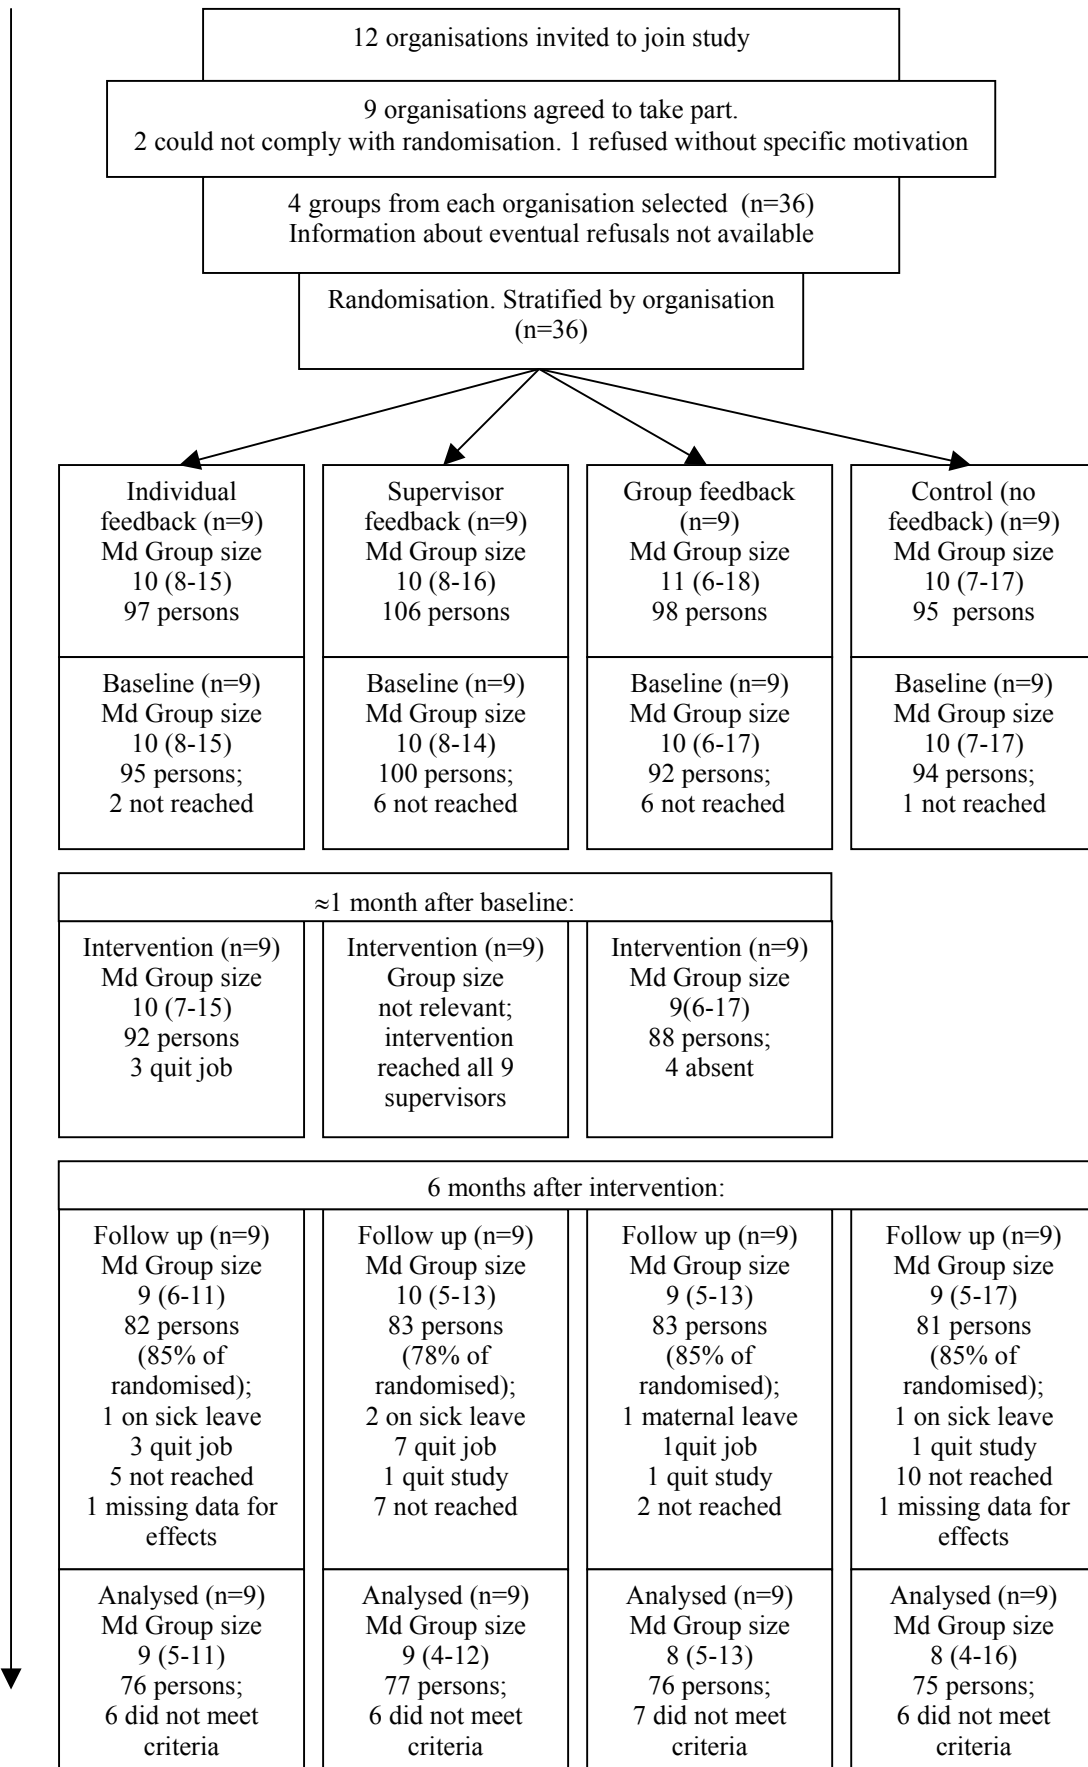 12 organisations invited to join study
9 organisations agreed to take part.
2 could not comply with randomisation. 1 refused without specific motivation
4 groups from each organisation selected (n=36)
Information about eventual refusals not available
Randomisation. Stratified by organisation
(n=36)
Individual
feedback (n=9)
Md Group size
10 (8-15)
97 persons
Supervisor
feedback (n=9)
Md Group size
10 (8-16)
106 persons
Group feedback
(n=9)
Md Group size
11 (6-18)
98 persons
Control (no
feedback) (n=9)
Md Group size
10 (7-17)
95 persons
Baseline (n=9)
Md Group size
10 (8-15)
95 persons;
2 not reached
Baseline (n=9)
Md Group size
10 (8-14)
100 persons;
6 not reached
Baseline (n=9)
Md Group size
10 (6-17)
92 persons;
6 not reached
Baseline (n=9)
Md Group size
10 (7-17)
94 persons;
1 not reached
≈1 month after baseline:
Intervention (n=9)
Md Group size
10 (7-15)
92 persons
3 quit job
Intervention (n=9)
Group size
not relevant;
intervention
reached all 9
supervisors
Intervention (n=9)
Md Group size
9(6-17)
88 persons;
4 absent
6 months after intervention:
Follow up (n=9)
Md Group size
9 (6-11)
82 persons
(85% of
randomised);
1 on sick leave
3 quit job
5 not reached
1 missing data for
effects
Follow up (n=9)
Md Group size
10 (5-13)
83 persons
(78% of
randomised);
2 on sick leave
7 quit job
1 quit study
7 not reached
Follow up (n=9)
Md Group size
9 (5-13)
83 persons
(85% of
randomised);
1 maternal leave
1quit job
1 quit study
2 not reached
Follow up (n=9)
Md Group size
9 (5-17)
81 persons
(85% of
randomised);
1 on sick leave
1 quit study
10 not reached
1 missing data for
effects
Analysed (n=9)
Md Group size
9 (5-11)
76 persons;
6 did not meet
criteria
Analysed (n=9)
Md Group size
9 (4-12)
77 persons;
6 did not meet
criteria
Analysed (n=9)
Md Group size
8 (5-13)
76 persons;
7 did not meet
criteria
Analysed (n=9)
Md Group size
8 (4-16)
75 persons;
6 did not meet
criteria